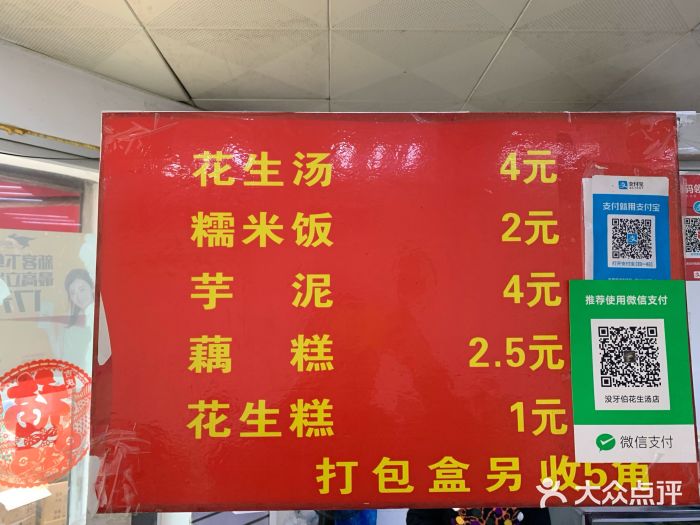 花生汤 4元
糯米饭 2元
芋泥 4元
藕糕 2.5元
花生糕 1元
打包盒另收5角
支付宝
支付就用支付宝
推荐使用微信支付
没牙伯花生汤店
微信支付
大众点评